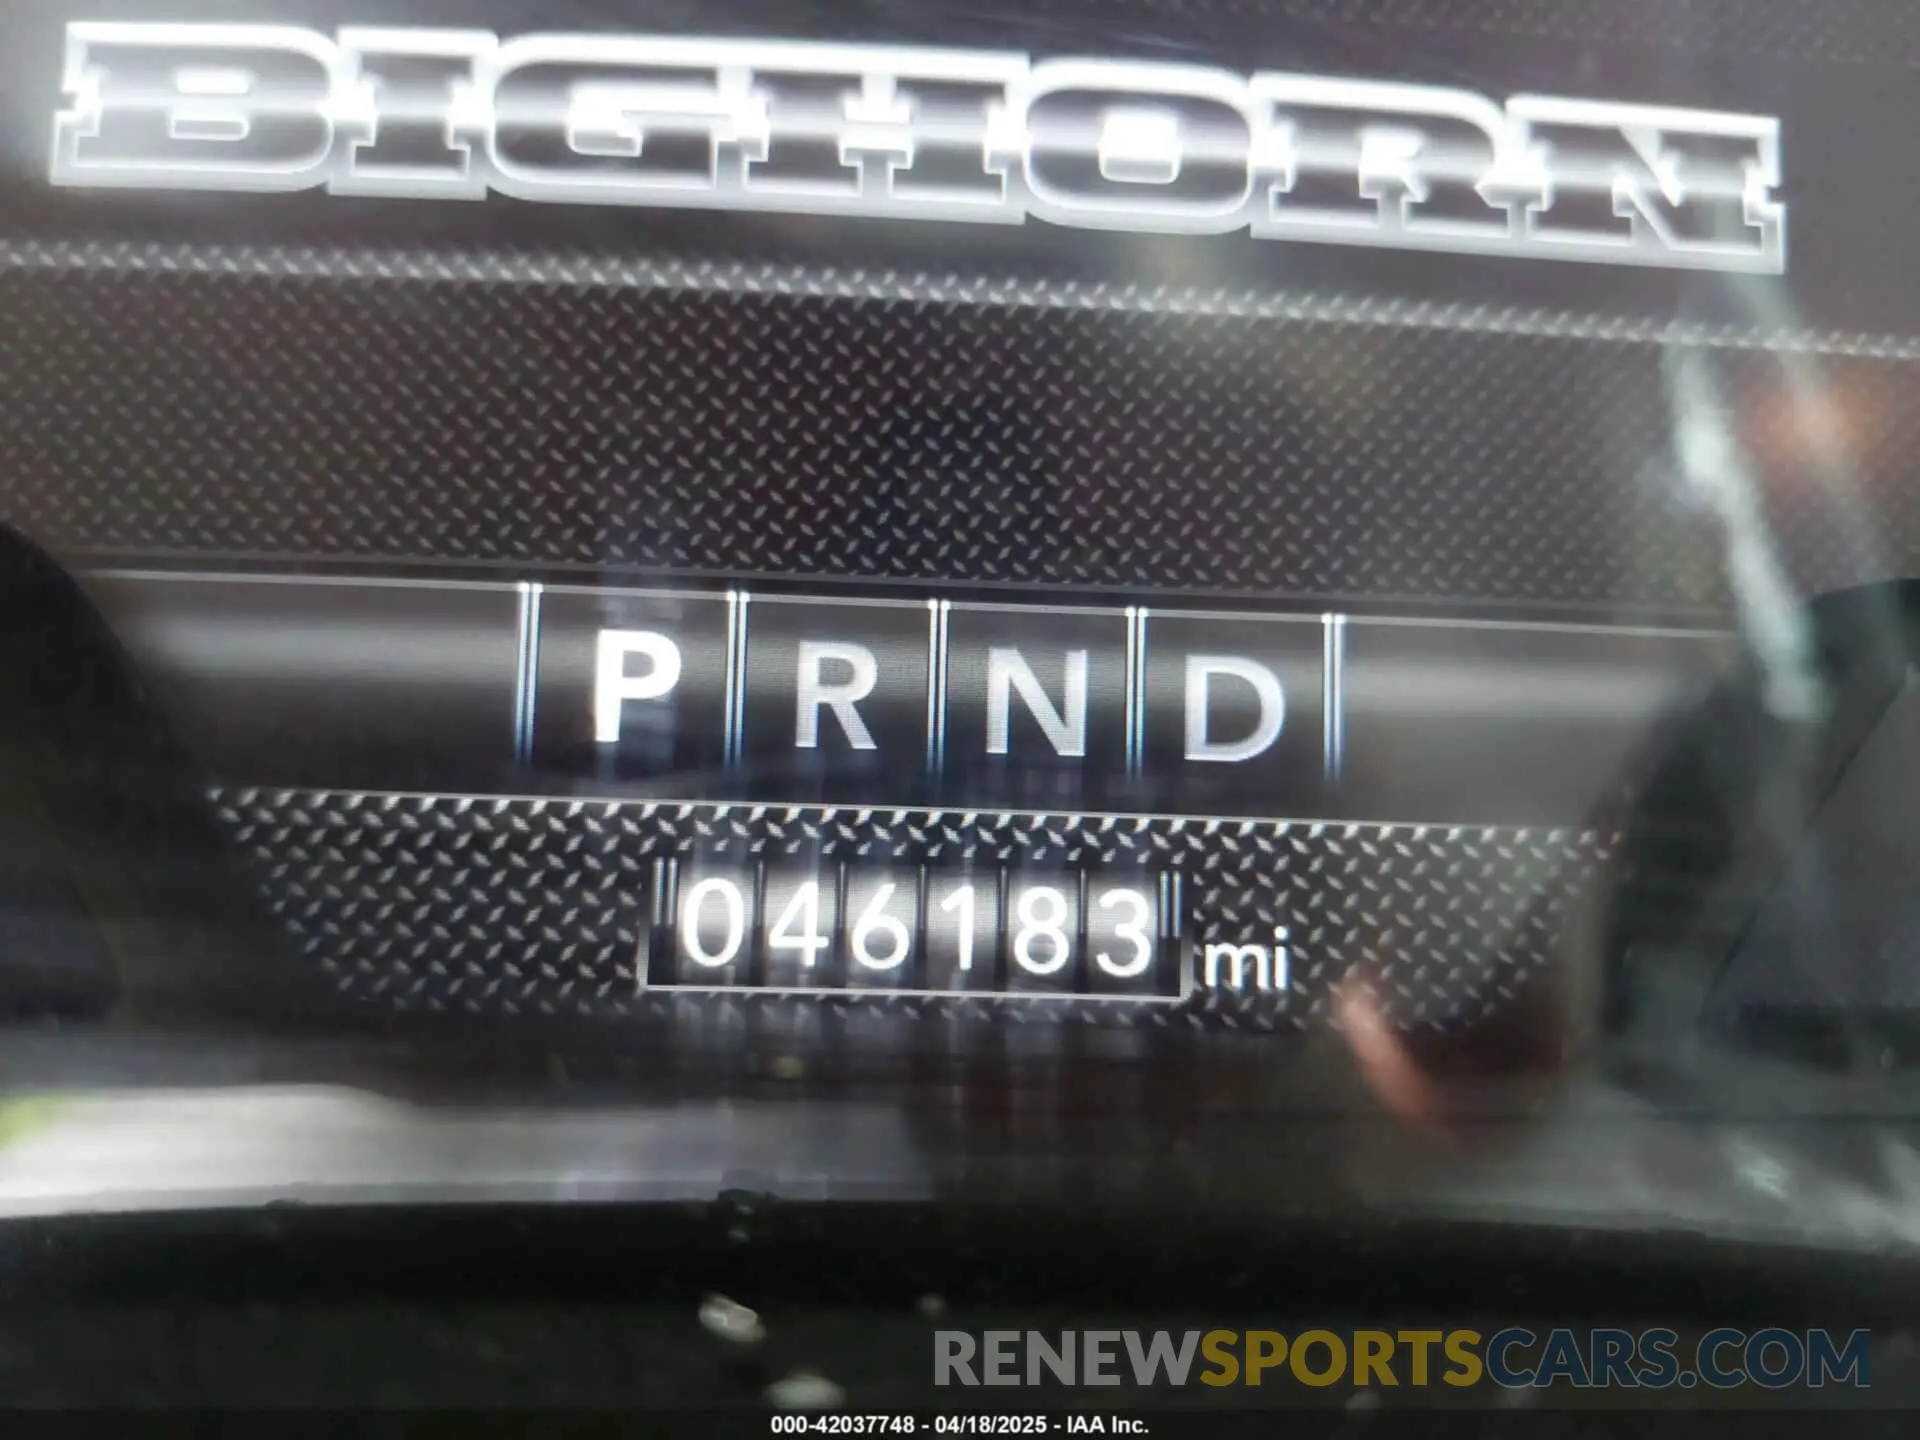 BIGHORN
P R N D
046183 mi
RENEWSPORTSCARS.COM
000-42037748 - 04/18/2025 - IAA Inc.